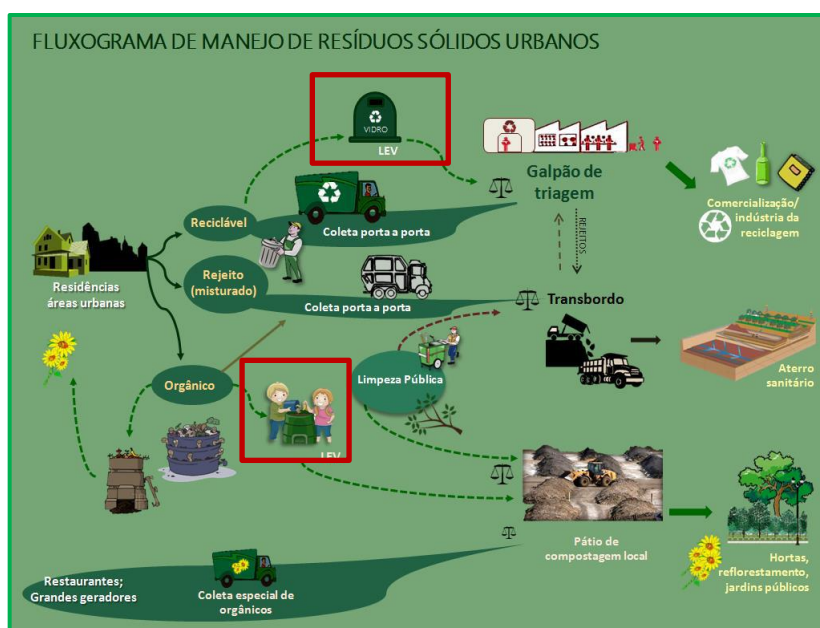 FLUXOGRAMA DE MANEJO DE RESÍDUOS SÓLIDOS URBANOS
VIDRO
LEV
Galpão de
triagem
Comercialização/
indústria da
reciclagem
Reciclável
Coleta porta a porta
REJEITOS
Residências
áreas urbanas
Rejeito
(misturado)
Coleta porta a porta
Transbordo
Aterro
sanitário
Orgânico
LEV
Limpeza Pública
Pátio de
compostagem local
Hortas,
reflorestamento,
jardins públicos
Restaurantes;
Grandes geradores
Coleta especial de
orgânicos